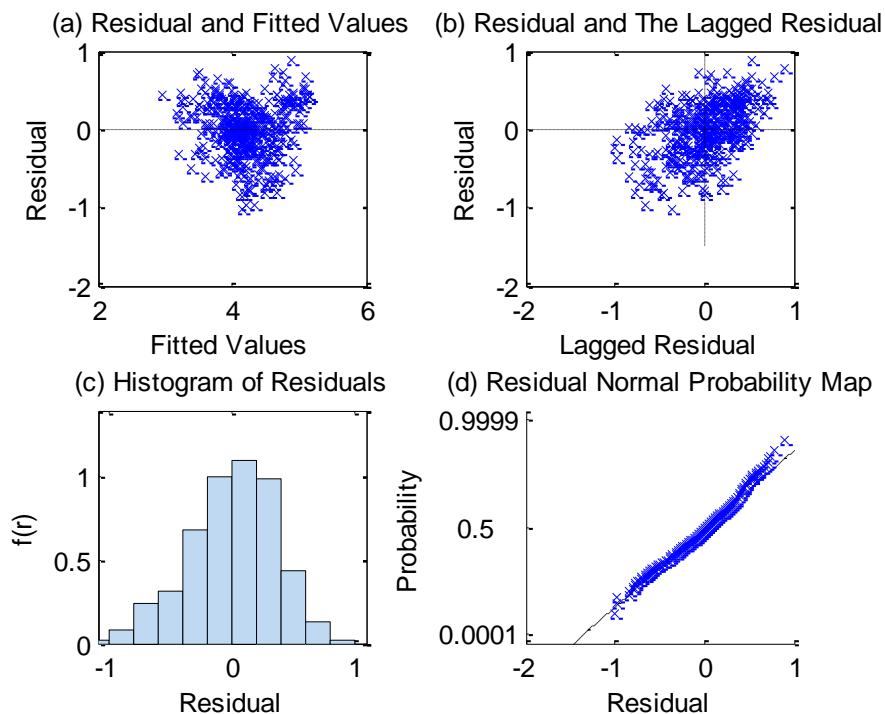 (a) Residual and Fitted Values
1
0
-1
-2
Residual
2
4
6
Fitted Values
(b) Residual and The Lagged Residual
1
0
-1
-2
Residual
-1
0
1
-2
Lagged Residual
(c) Histogram of Residuals
1
0.5
0
f(r)
-1
0
1
Residual
(d) Residual Normal Probability Map
0.9999
0.5
0.0001
Probability
-2
-1
0
1
Residual